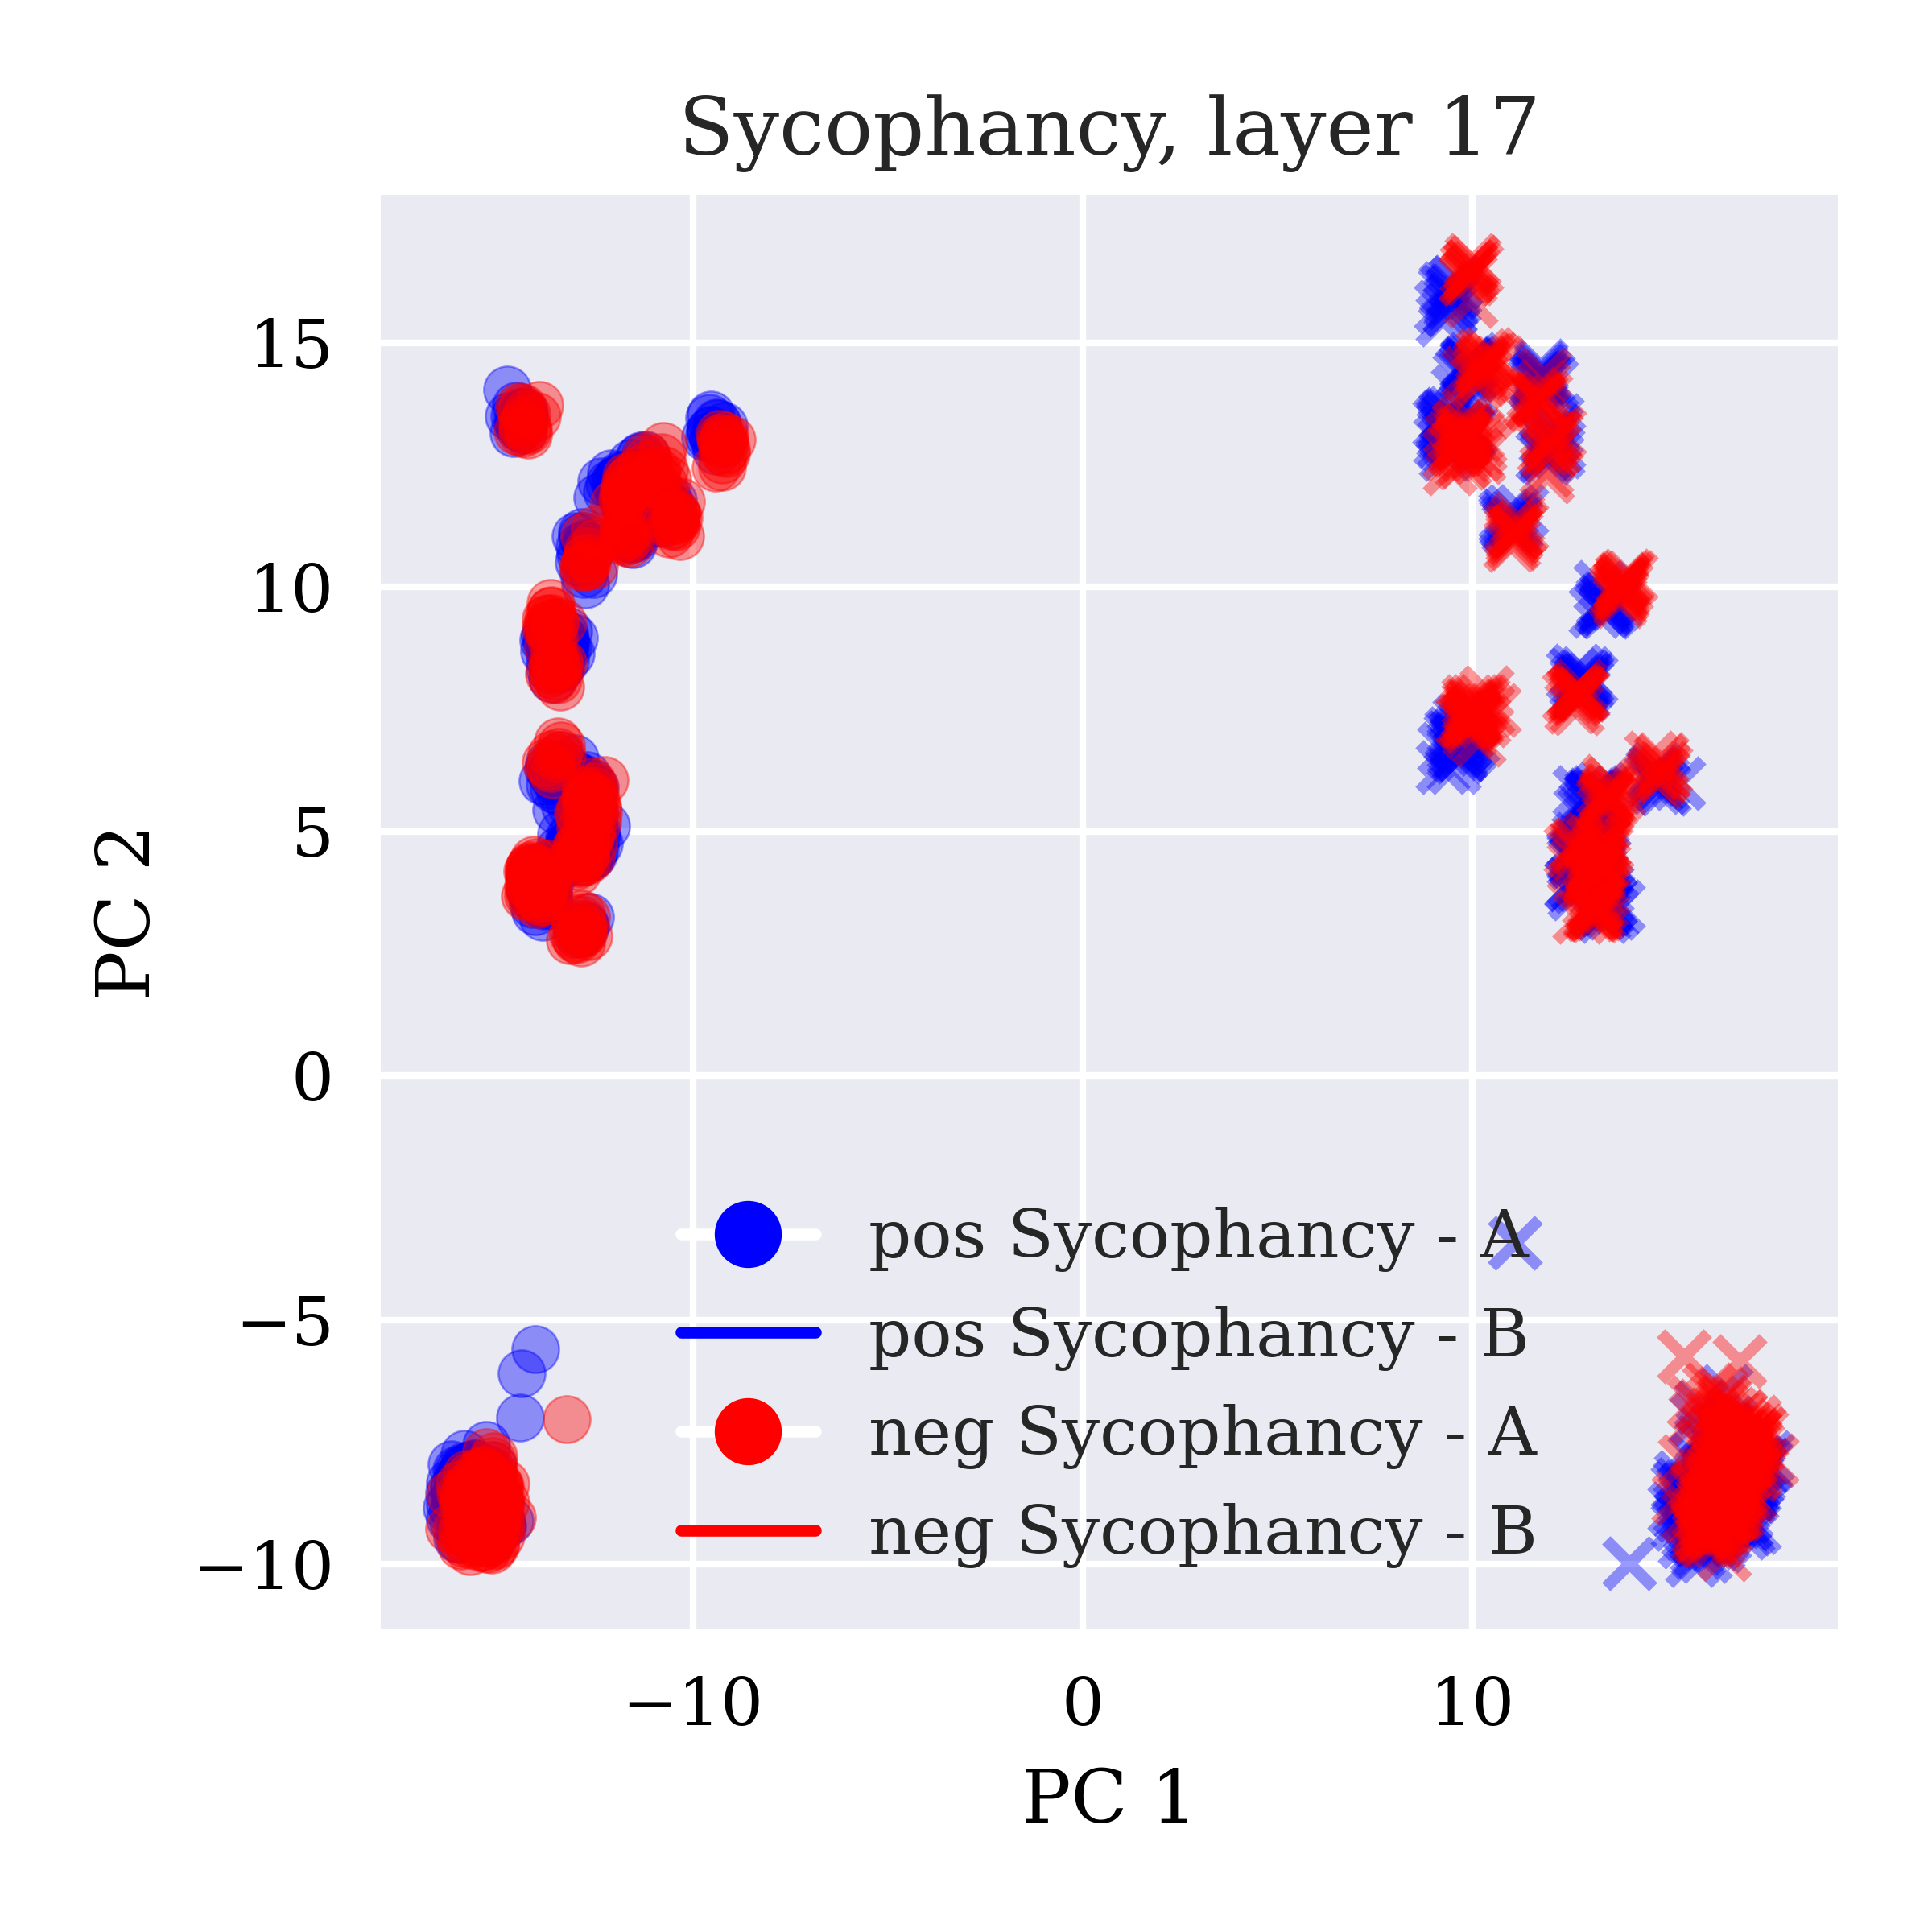 Sycophancy, layer 17
15
10
5
0
−5
−10
PC 2
pos Sycophancy - A
pos Sycophancy - B
neg Sycophancy - A
neg Sycophancy - B
−10 0 10
PC 1